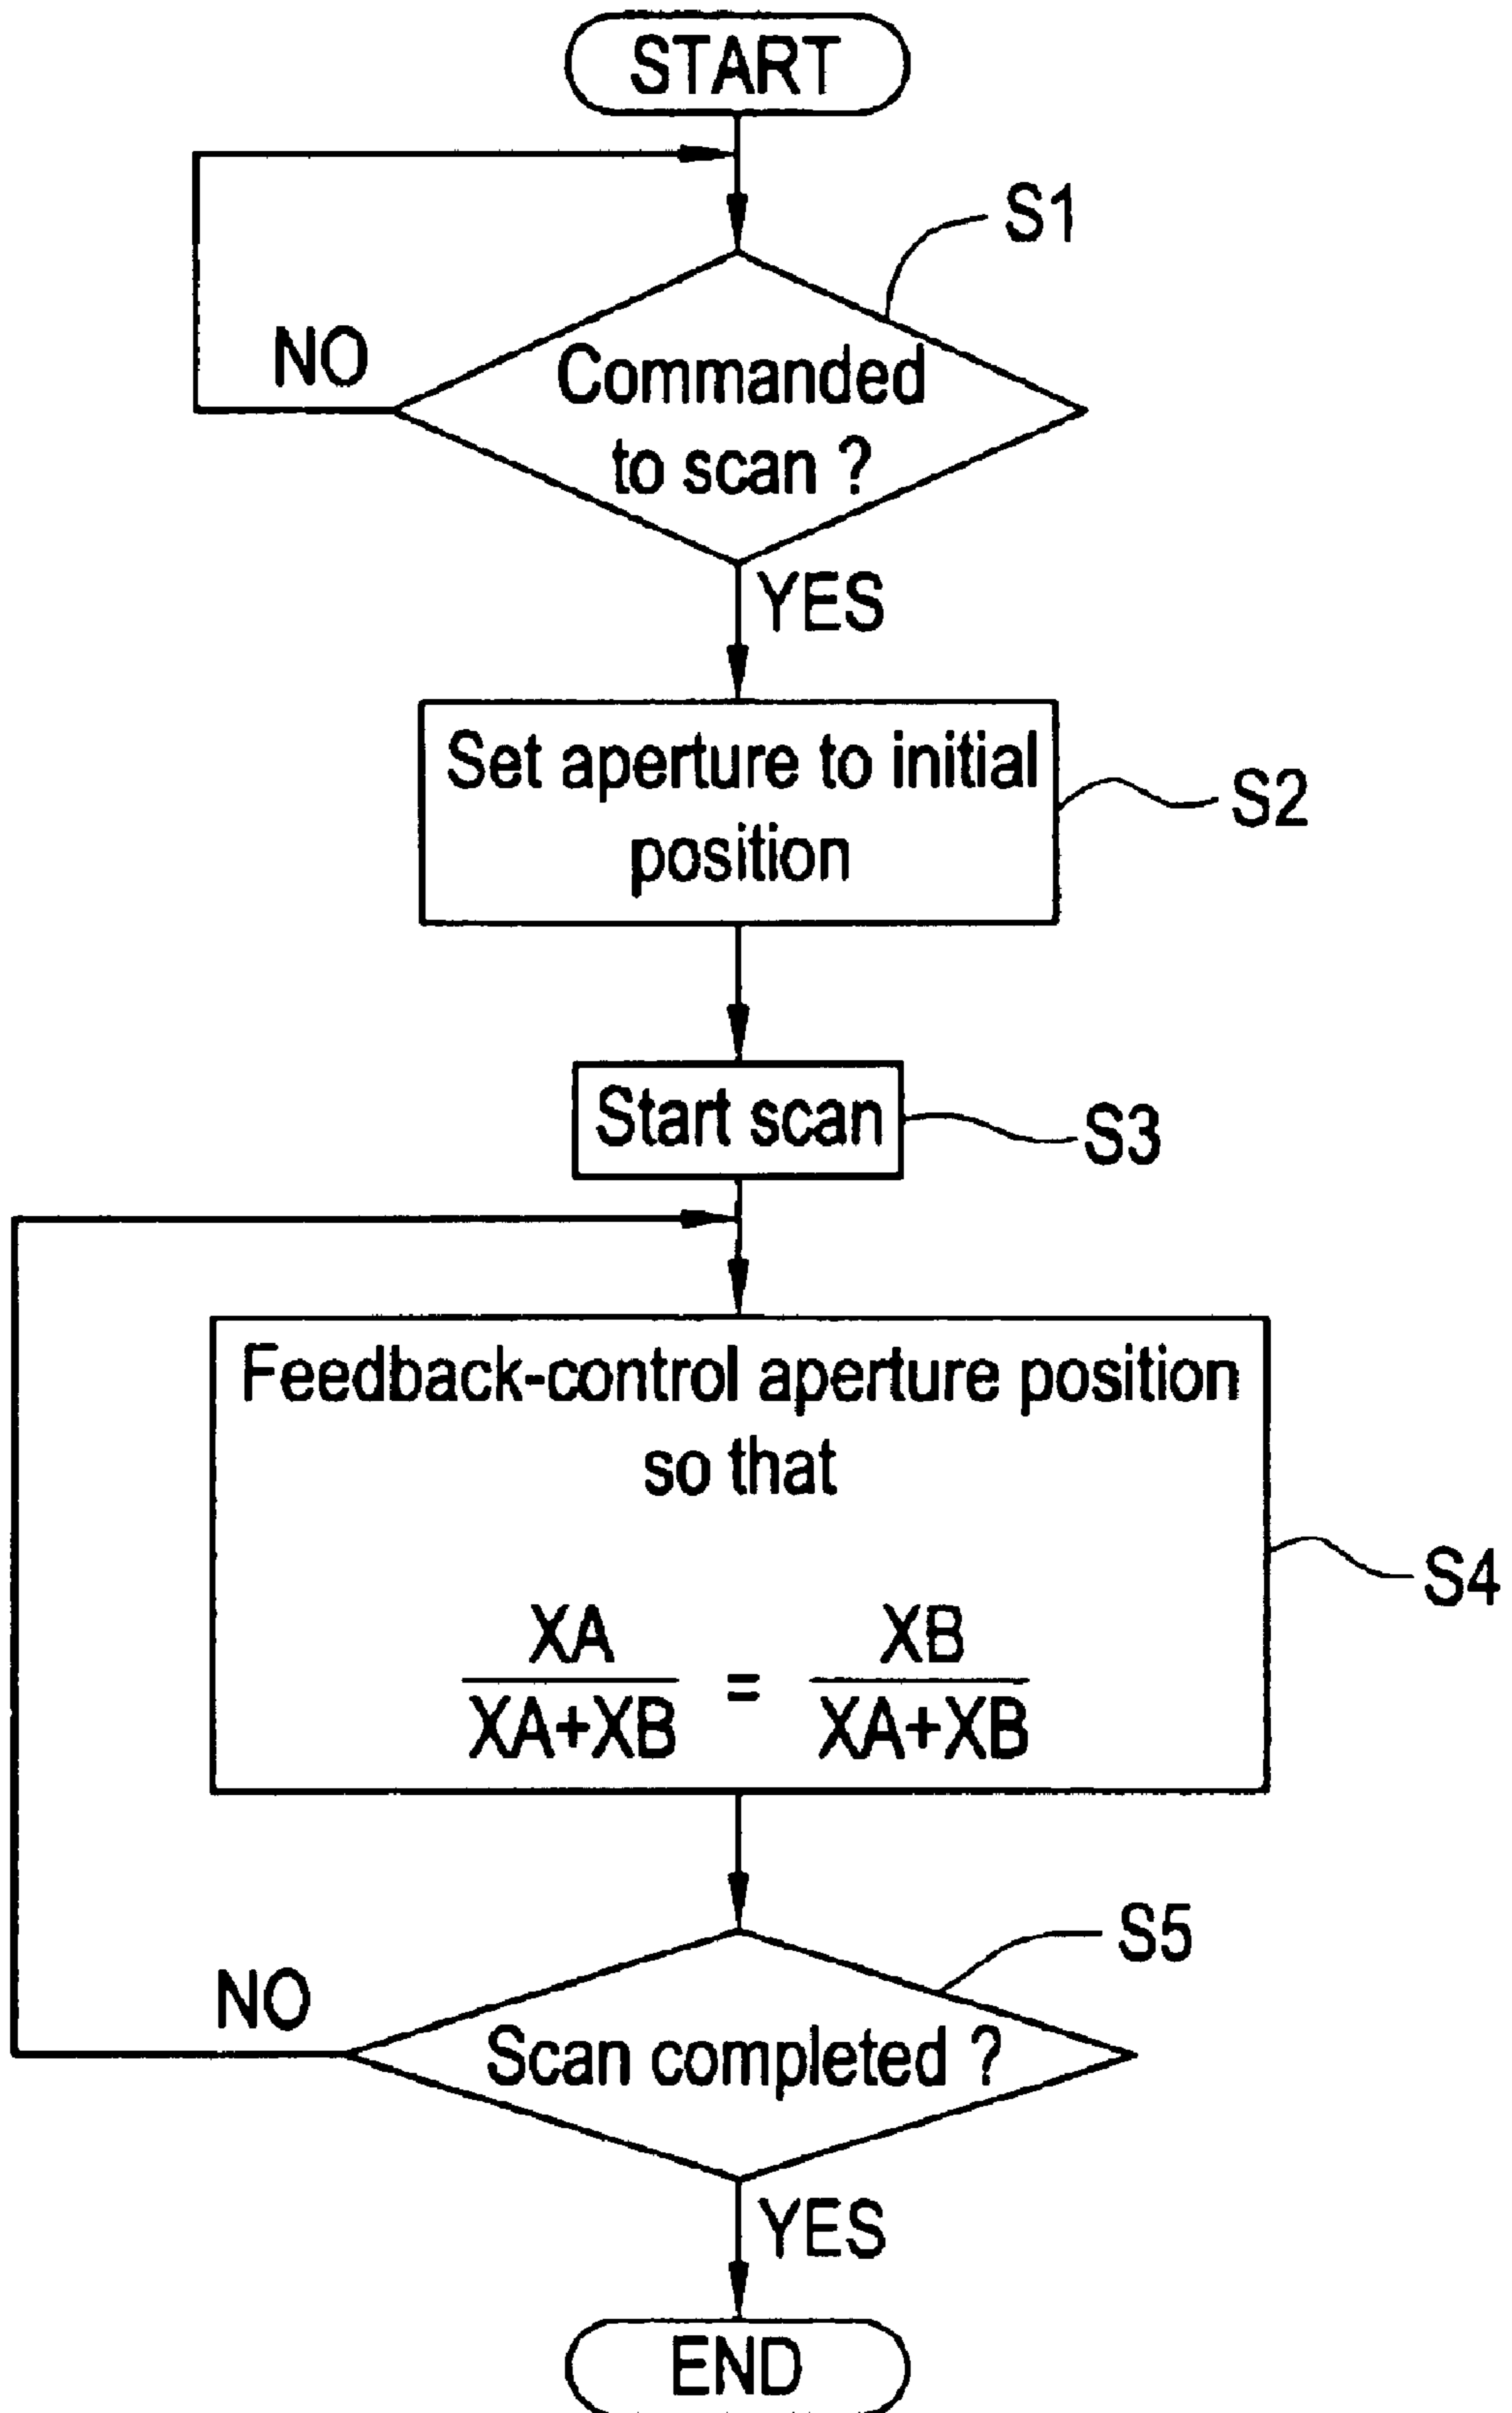 START
S1
NO
Commanded
to scan ?
YES
Set aperture to initial
position
S2
Start scan
S3
Feedback-control aperture position
so that
XA/XA+XB = XB/XA+XB
S4
S5
NO
Scan completed ?
YES
END